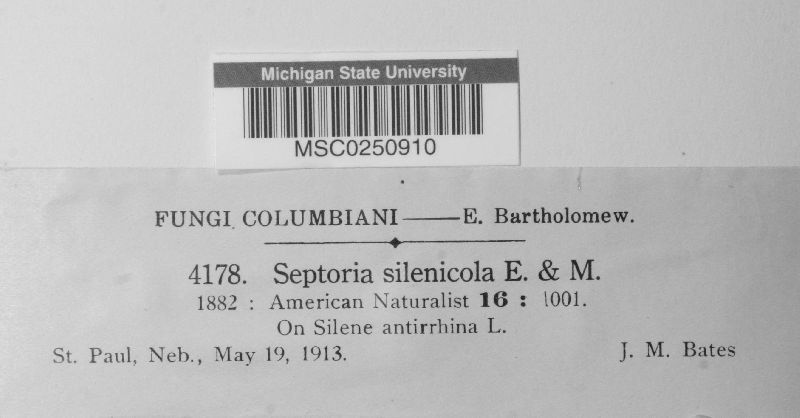 Michigan State University
MSC0250910
FUNGI COLUMBIANI——E. Bartholomew.
4178. Septoria silenicola E. & M.
1882 : American Naturalist 16 : 1001.
On Silene antirrhina L.
St. Paul, Neb., May 19, 1913. J. M. Bates